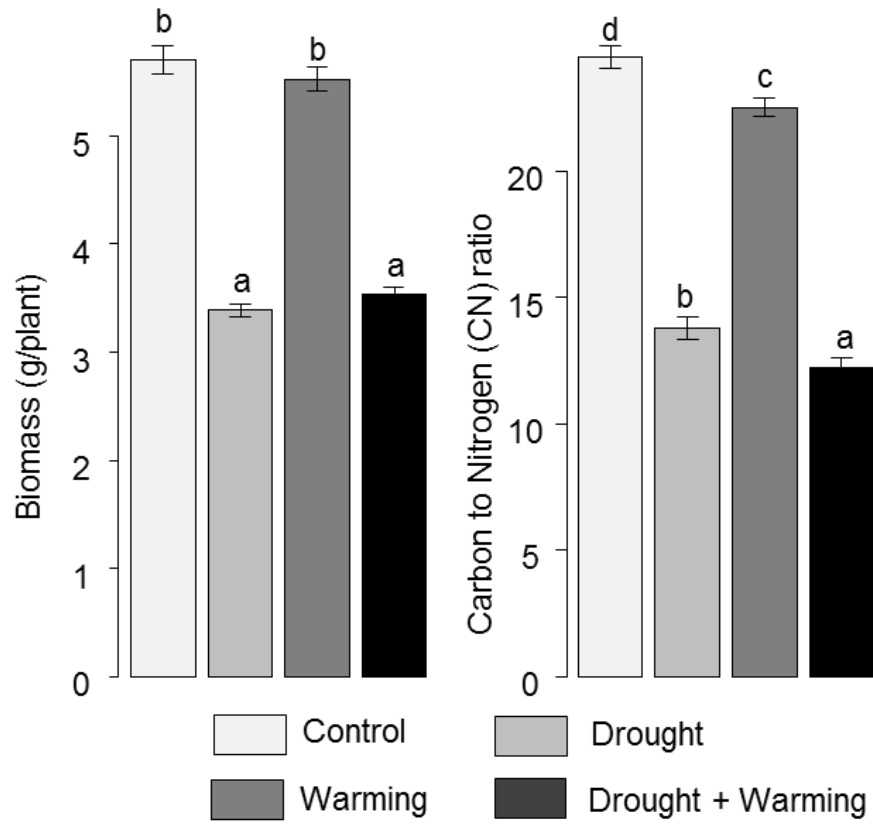 Biomass (g/plant)
5
4
3
2
1
0
b
a
b
a
Carbon to Nitrogen (CN) ratio
20
15
10
5
0
d
b
c
a
Control
Drought
Warming
Drought + Warming